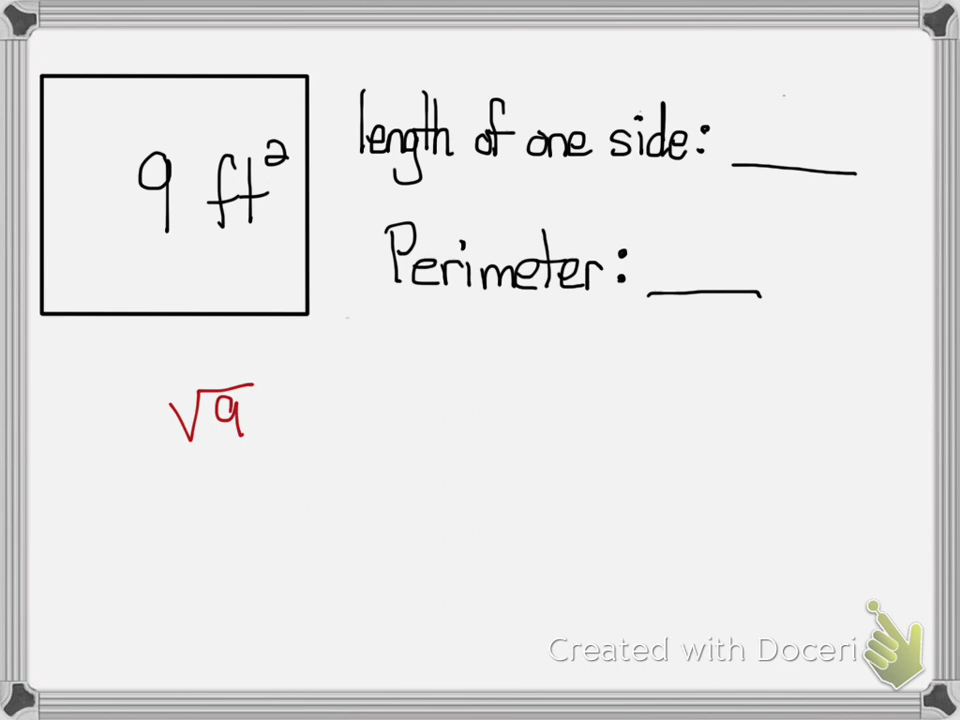 9 ft²
length of one side: ____
Perimeter: ____
√9
Created with Doceri